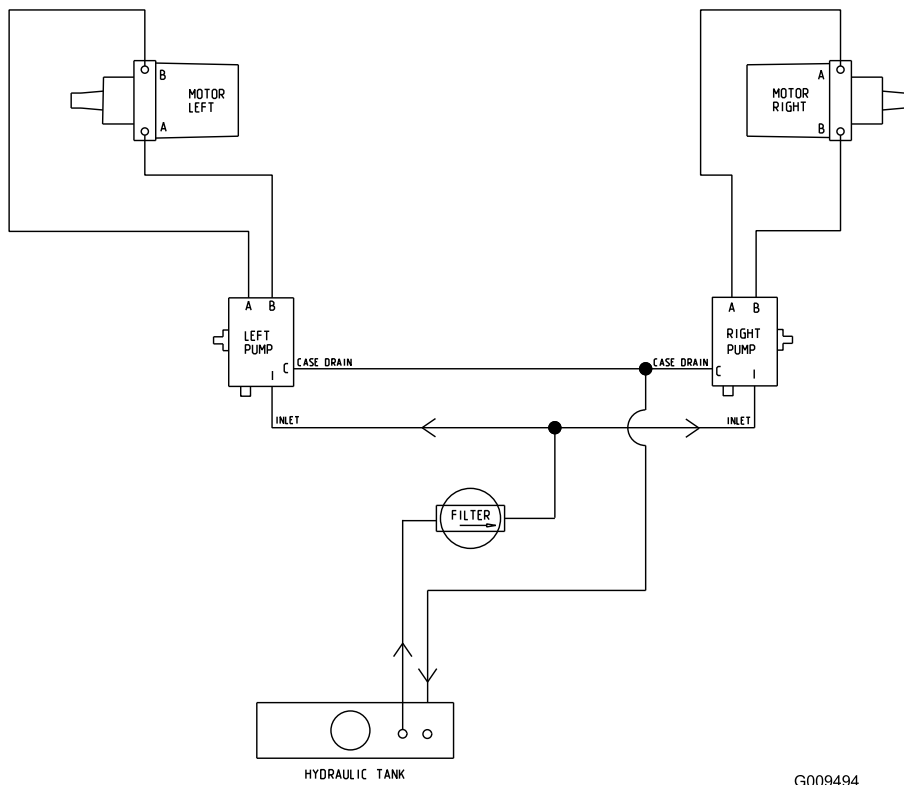 B
MOTOR
LEFT
A
A
MOTOR
RIGHT
B
A B
LEFT
PUMP
C
I
CASE DRAIN
INLET
CASE DRAIN
A B
RIGHT
PUMP
C
I
INLET
FILTER
HYDRAULIC TANK
G009494